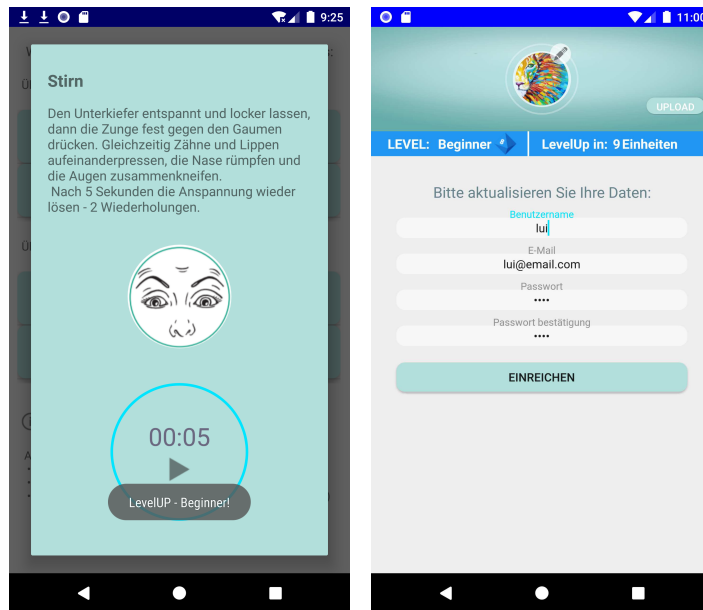 9:25
Stirn
Den Unterkiefer entspannt und locker lassen,
dann die Zunge fest gegen den Gaumen
drücken. Gleichzeitig Zähne und Lippen
aufeinanderpressen, die Nase rümpfen und
die Augen zusammenkneifen.
Nach 5 Sekunden die Anspannung wieder
lösen - 2 Wiederholungen.
00:05
LevelUP - Beginner!
11:00
UPLOAD
LEVEL: Beginner LevelUp in: 9 Einheiten
Bitte aktualisieren Sie Ihre Daten:
Benutzername
lui
E-Mail
lui@email.com
Passwort
••••
Passwort bestätigung
••••
EINREICHEN